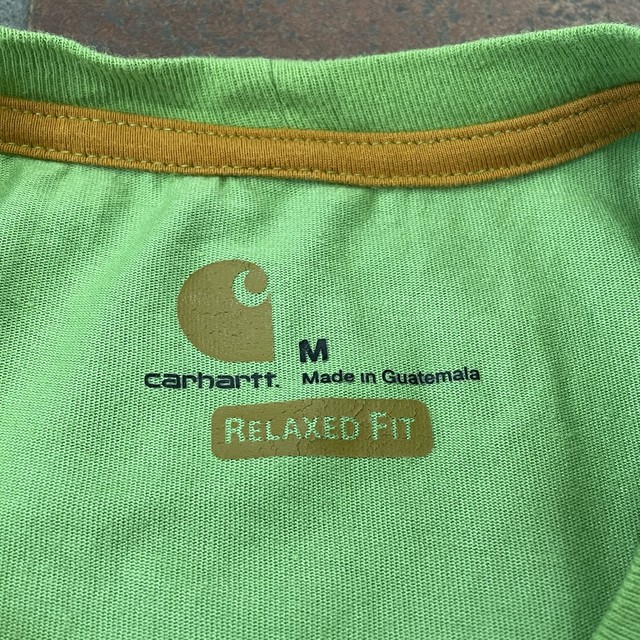 M
carhartt. Made in Guatemala
RELAXED FIT